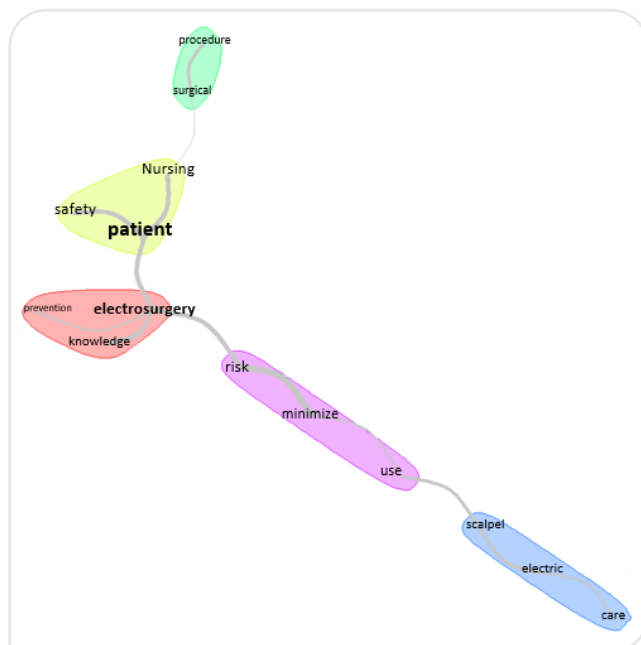 procedure
surgical
Nursing
safety
patient
prevention
electrosurgery
knowledge
risk
minimize
use
scalpel
electric
care